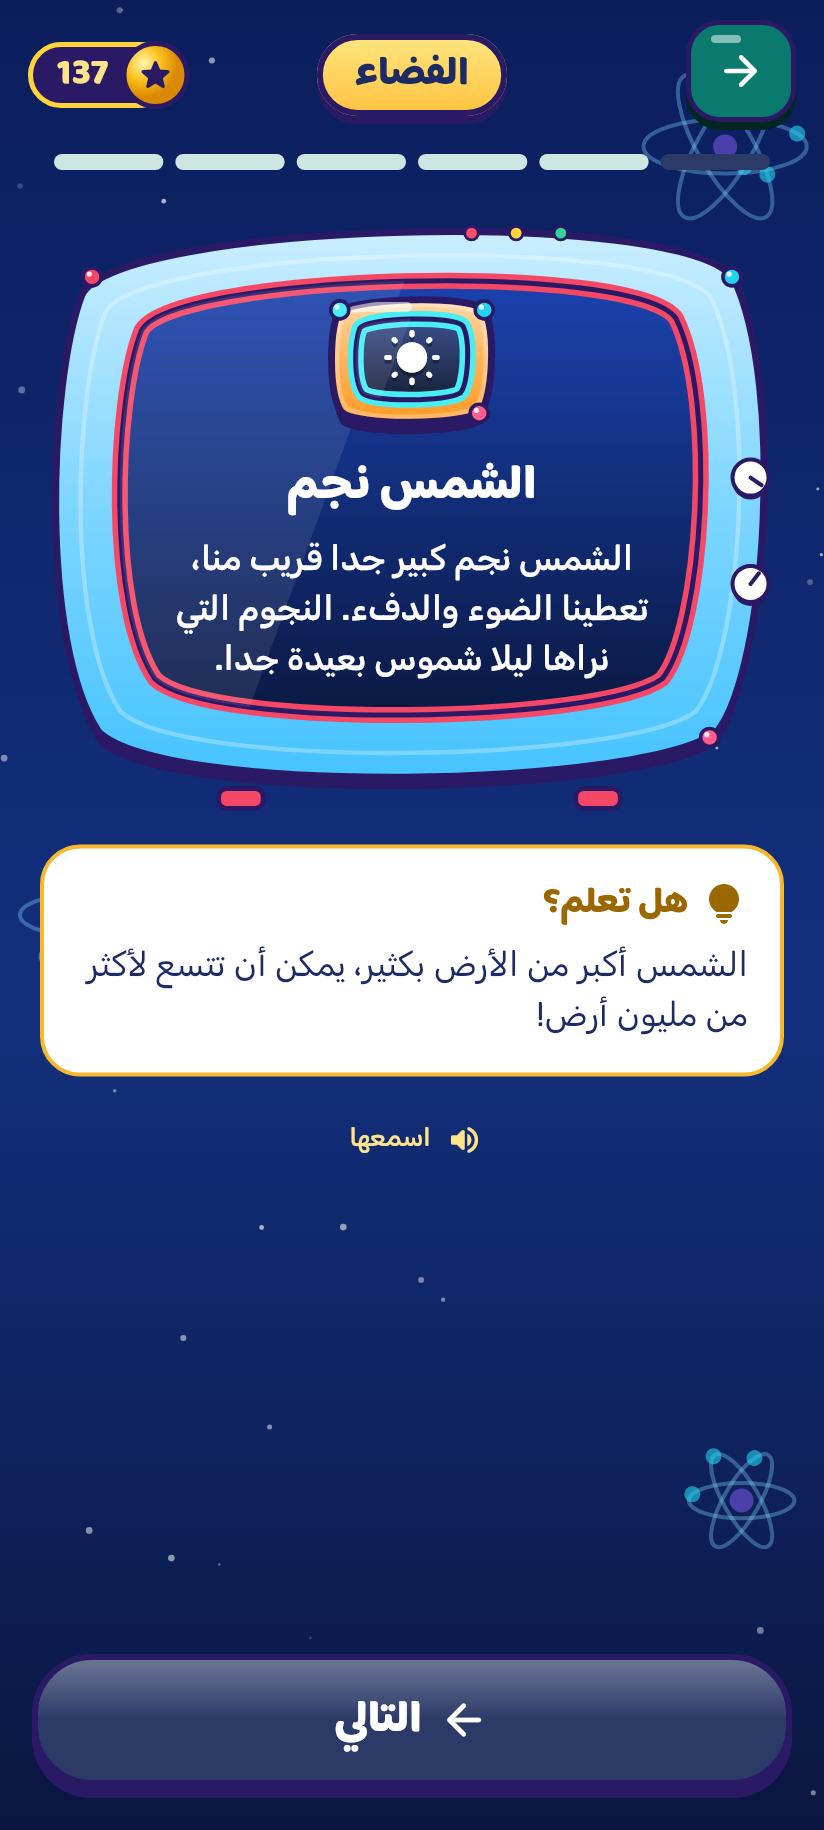 الفضاء
137
الشمس نجم
الشمس نجم كبير جدا قريب منا،
تعطينا الضوء والدفء. النجوم التي
نراها ليلا شموس بعيدة جدا.
هل تعلم؟
الشمس أكبر من الأرض بكثير، يمكن أن تتسع لأكثر
من مليون أرض!
اسمعها
التالي